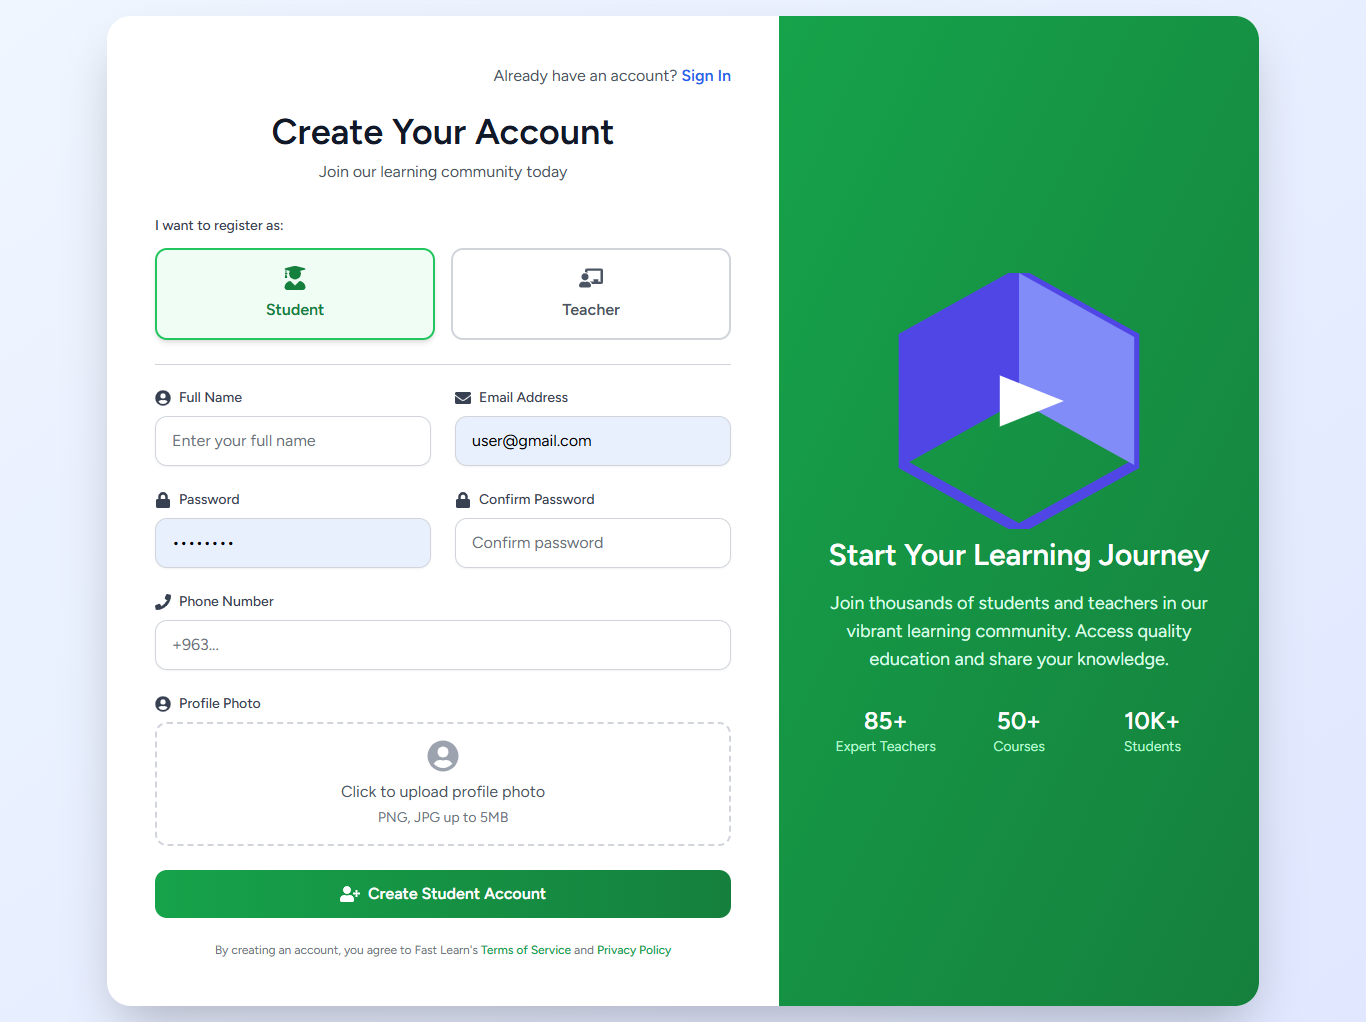 Already have an account? Sign In
Create Your Account
Join our learning community today
I want to register as:
Student
Teacher
Full Name
Email Address
Enter your full name
user@gmail.com
Password
Confirm Password
••••••••
Confirm password
Phone Number
+963...
Profile Photo
Click to upload profile photo
PNG, JPG up to 5MB
Create Student Account
By creating an account, you agree to Fast Learn's Terms of Service and Privacy Policy
Start Your Learning Journey
Join thousands of students and teachers in our
vibrant learning community. Access quality
education and share your knowledge.
85+
Expert Teachers
50+
Courses
10K+
Students